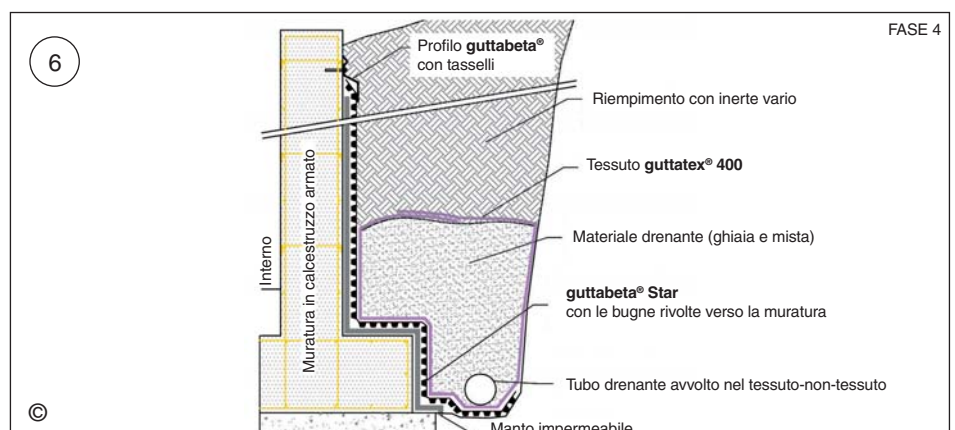 FASE 4
6
Profilo guttabeta®
con tasselli
Riempimento con inerte vario
Tessuto guttatex® 400
Materiale drenante (ghiaia e mista)
Interno
Muratura in calcestruzzo armato
guttabeta® Star
con le bugne rivolte verso la muratura
Tubo drenante avvolto nel tessuto-non-tessuto
©
Manto impermeabile